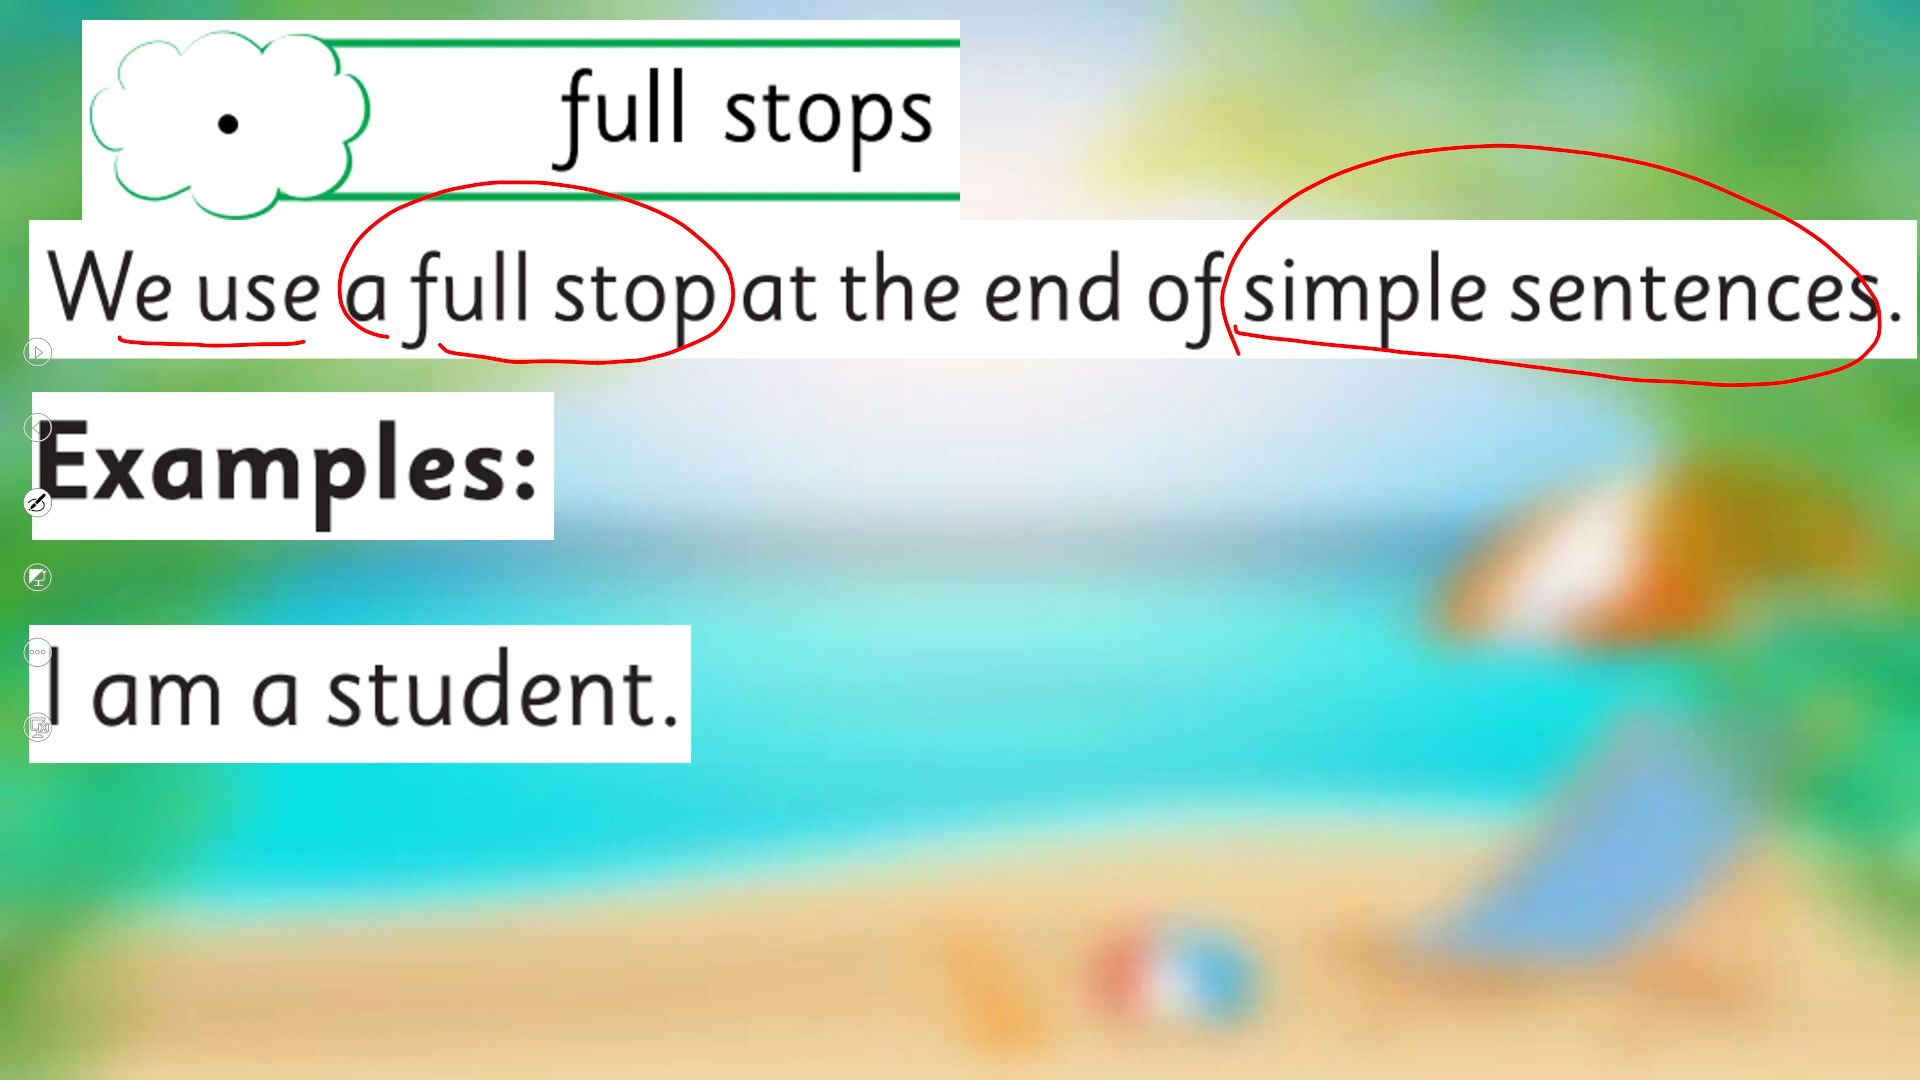 full stops
We use a full stop at the end of simple sentences.
Examples:
I am a student.